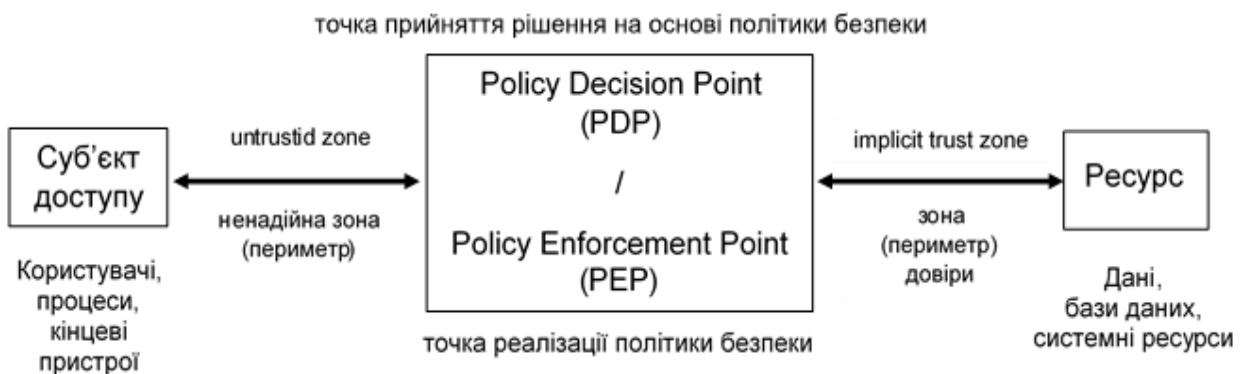 точка прийняття рішення на основі політики безпеки
Policy Decision Point
(PDP)
/
Policy Enforcement Point
(PEP)
точка реалізації політики безпеки
Суб’єкт
доступу
Користувачі,
процеси,
кінцеві
пристрої
untrustid zone
ненадійна зона
(периметр)
implicit trust zone
зона
(периметр)
довіри
Ресурс
Дані,
бази даних,
системні ресурси